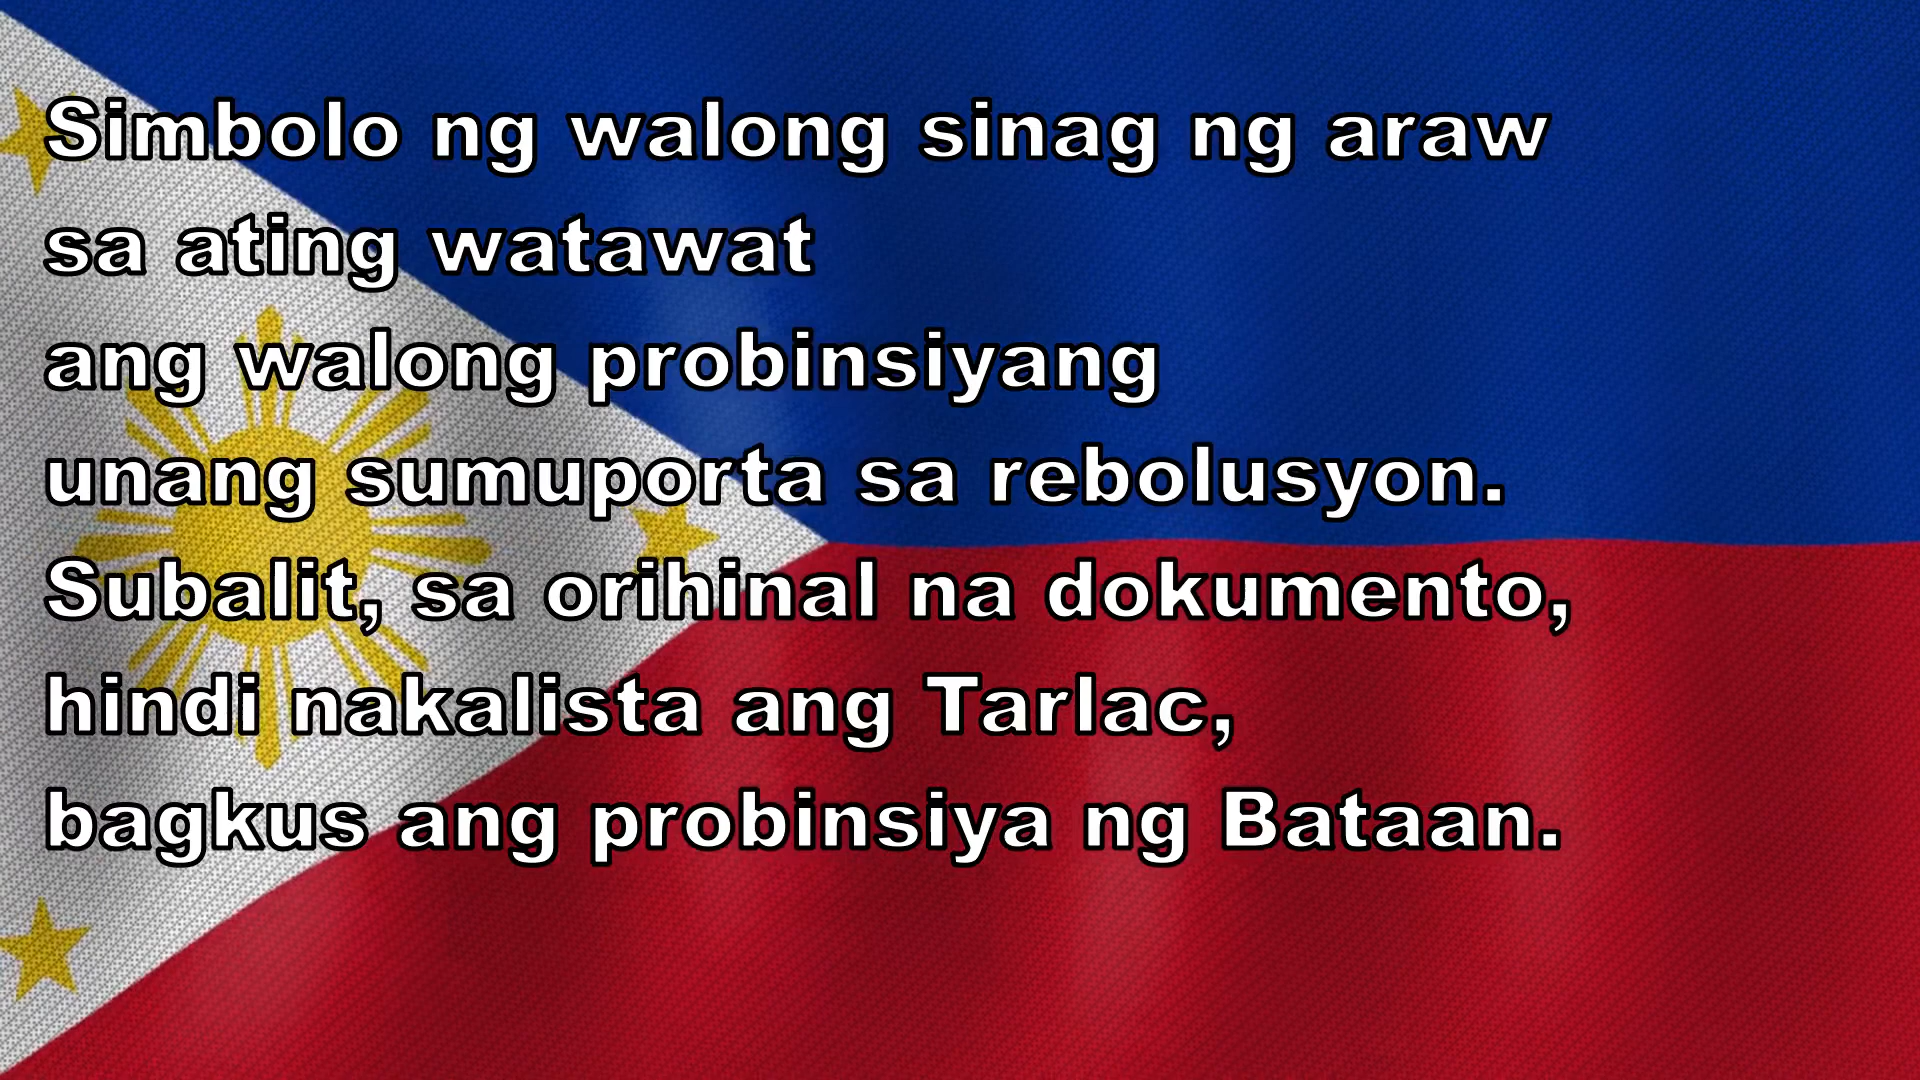 Simbolo ng walong sinag ng araw
sa ating watawat
ang walong probinsiyang
unang sumuporta sa rebolusyon.
Subalit, sa orihinal na dokumento,
hindi nakalista ang Tarlac,
bagkus ang probinsiya ng Bataan.